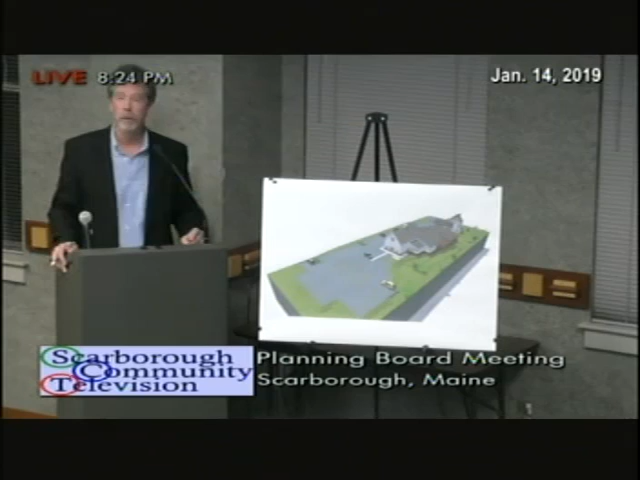 LIVE 8:24 PM
Jan. 14, 2019
Scarborough
Community
Television
Planning Board Meeting
Scarborough, Maine